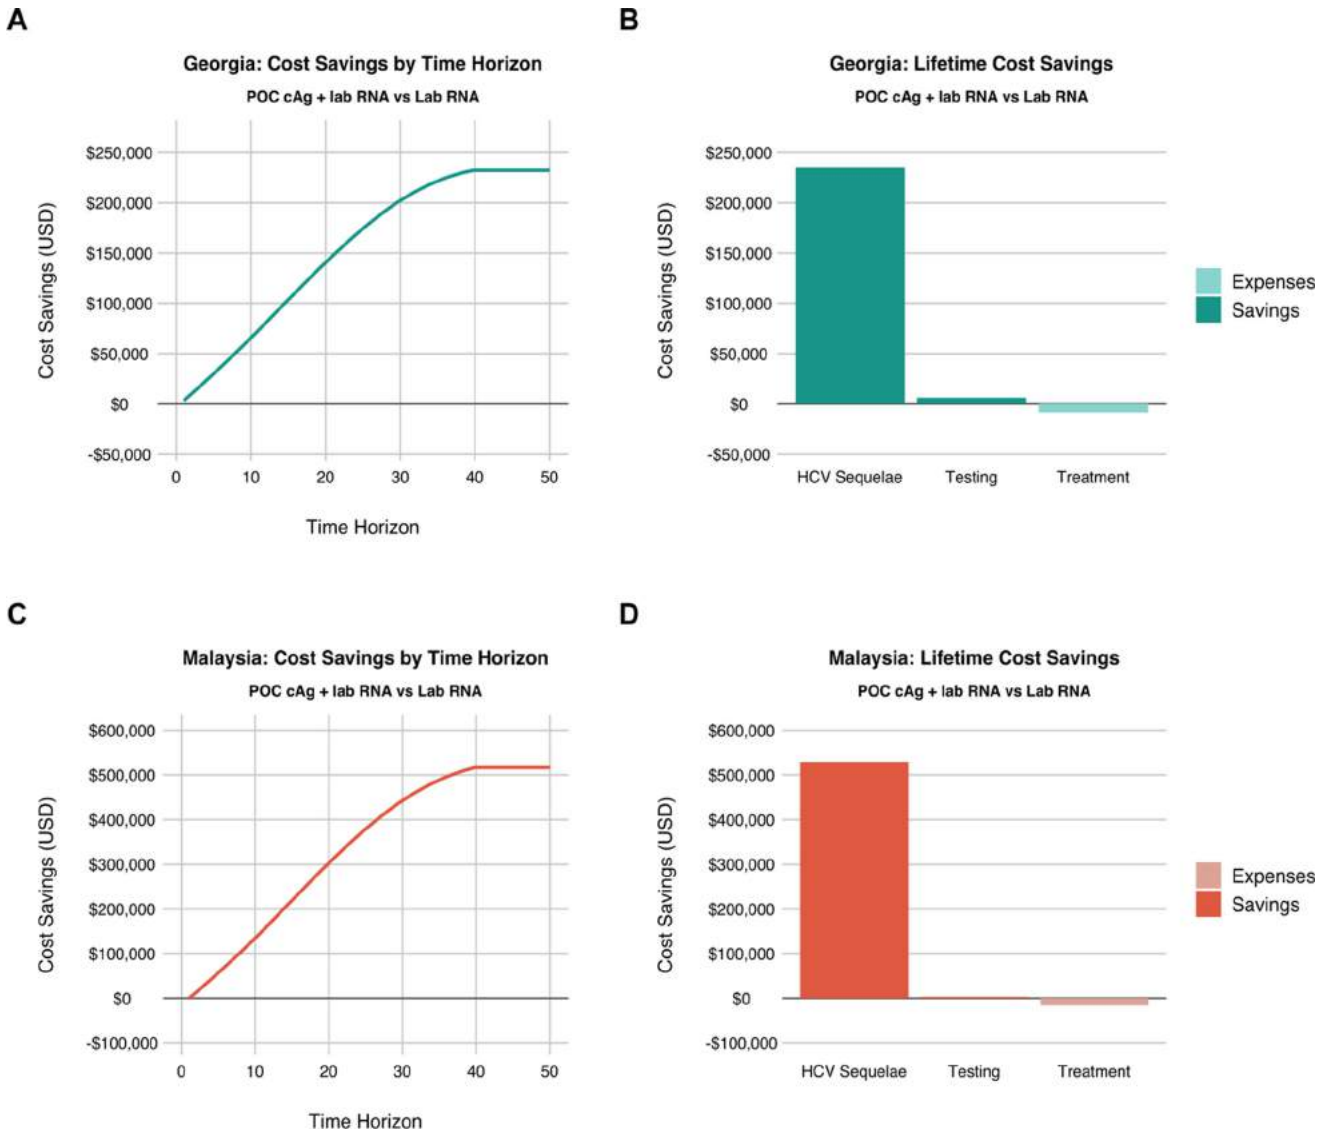 A
Georgia: Cost Savings by Time Horizon
POC cAg + lab RNA vs Lab RNA
Cost Savings (USD)
$250,000
$200,000
$150,000
$100,000
$50,000
$0
-$50,000
0 10 20 30 40 50
Time Horizon
B
Georgia: Lifetime Cost Savings
POC cAg + lab RNA vs Lab RNA
Cost Savings (USD)
$250,000
$200,000
$150,000
$100,000
$50,000
$0
-$50,000
HCV Sequelae Testing Treatment
Expenses
Savings
C
Malaysia: Cost Savings by Time Horizon
POC cAg + lab RNA vs Lab RNA
Cost Savings (USD)
$600,000
$500,000
$400,000
$300,000
$200,000
$100,000
$0
-$100,000
0 10 20 30 40 50
Time Horizon
D
Malaysia: Lifetime Cost Savings
POC cAg + lab RNA vs Lab RNA
Cost Savings (USD)
$600,000
$500,000
$400,000
$300,000
$200,000
$100,000
$0
-$100,000
HCV Sequelae Testing Treatment
Expenses
Savings